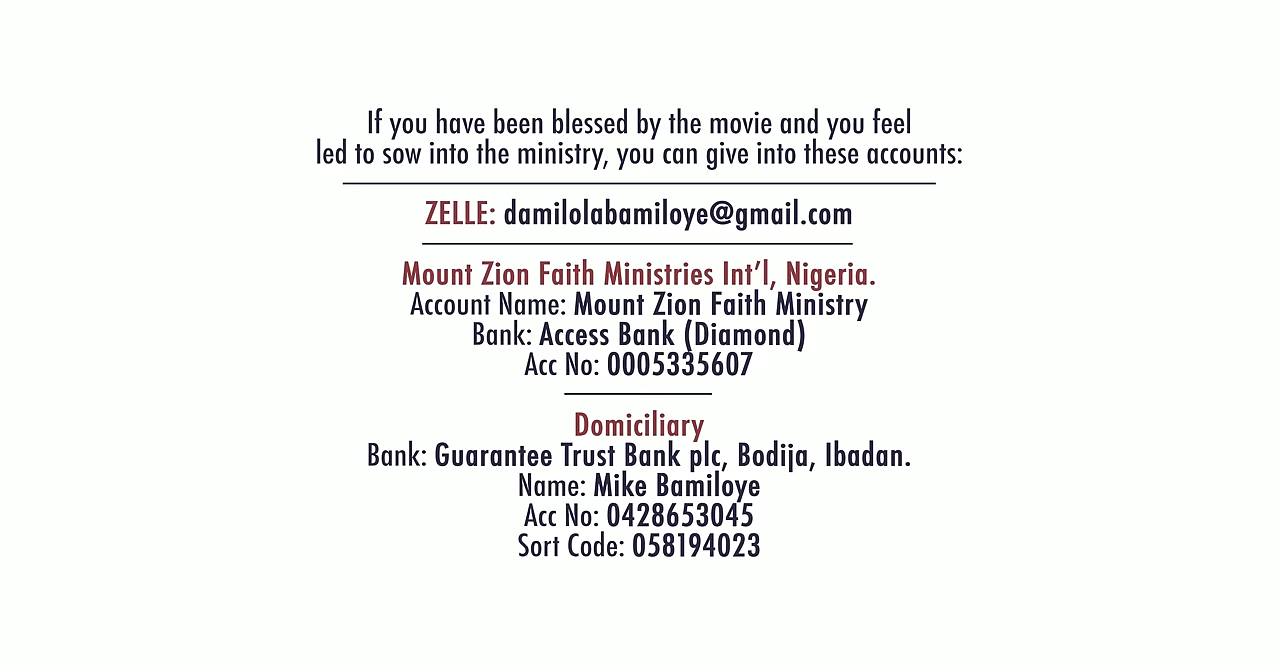 If you have been blessed by the movie and you feel
led to sow into the ministry, you can give into these accounts:
ZELLE: damilolabamiloye@gmail.com
Mount Zion Faith Ministries Int’l, Nigeria.
Account Name: Mount Zion Faith Ministry
Bank: Access Bank (Diamond)
Acc No: 0005335607
Domiciliary
Bank: Guarantee Trust Bank plc, Bodija, Ibadan.
Name: Mike Bamiloye
Acc No: 0428653045
Sort Code: 058194023